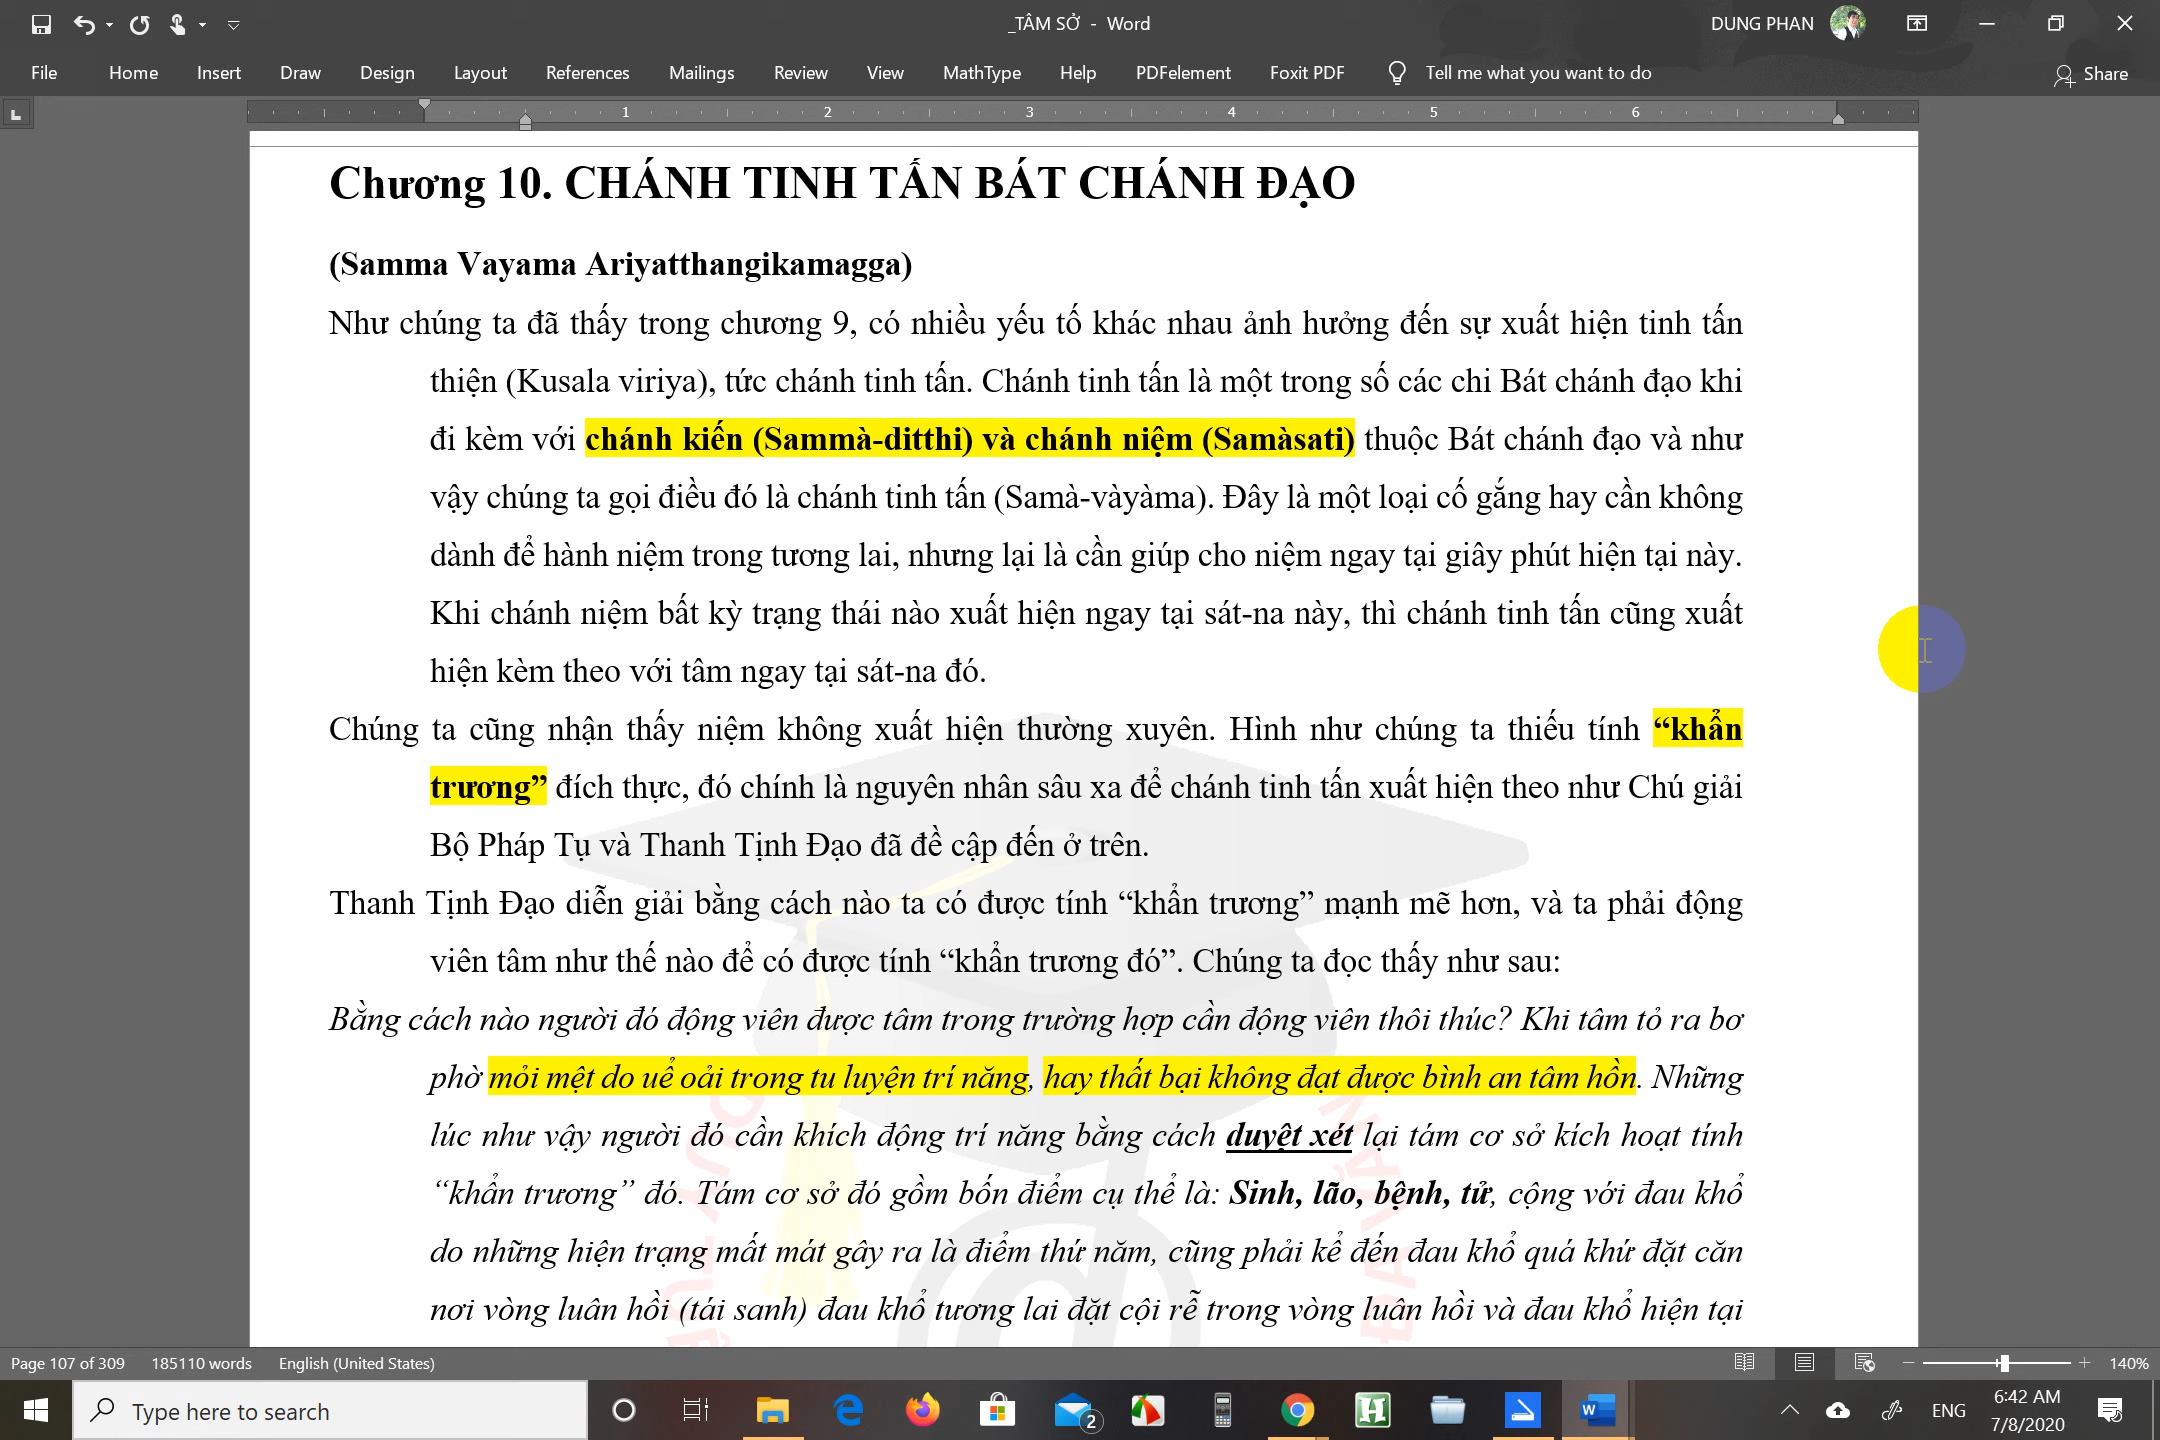 _TÂM SỞ - Word
DUNG PHAN
File Home Insert Draw Design Layout References Mailings Review View MathType Help PDFelement Foxit PDF Tell me what you want to do Share
1 2 3 4 5 6
Chương 10. CHÁNH TINH TẤN BÁT CHÁNH ĐẠO
(Samma Vayama Ariyatthangikamagga)
Như chúng ta đã thấy trong chương 9, có nhiều yếu tố khác nhau ảnh hưởng đến sự xuất hiện tinh tấn
thiện (Kusala viriya), tức chánh tinh tấn. Chánh tinh tấn là một trong số các chi Bát chánh đạo khi
đi kèm với chánh kiến (Sammà-ditthi) và chánh niệm (Samàsati) thuộc Bát chánh đạo và như
vậy chúng ta gọi điều đó là chánh tinh tấn (Samà-vàyàma). Đây là một loại cố gắng hay cần không
dành để hành niệm trong tương lai, nhưng lại là cần giúp cho niệm ngay tại giây phút hiện tại này.
Khi chánh niệm bất kỳ trạng thái nào xuất hiện ngay tại sát-na này, thì chánh tinh tấn cũng xuất
hiện kèm theo với tâm ngay tại sát-na đó.
Chúng ta cũng nhận thấy niệm không xuất hiện thường xuyên. Hình như chúng ta thiếu tính “khẩn
trương” đích thực, đó chính là nguyên nhân sâu xa để chánh tinh tấn xuất hiện theo như Chú giải
Bộ Pháp Tụ và Thanh Tịnh Đạo đã đề cập đến ở trên.
Thanh Tịnh Đạo diễn giải bằng cách nào ta có được tính “khẩn trương” mạnh mẽ hơn, và ta phải động
viên tâm như thế nào để có được tính “khẩn trương đó”. Chúng ta đọc thấy như sau:
Bằng cách nào người đó động viên được tâm trong trường hợp cần động viên thôi thúc? Khi tâm tỏ ra bơ
phờ mỏi mệt do uể oải trong tu luyện trí năng, hay thất bại không đạt được bình an tâm hồn. Những
lúc như vậy người đó cần khích động trí năng bằng cách duyệt xét lại tám cơ sở kích hoạt tính
“khẩn trương” đó. Tám cơ sở đó gồm bốn điểm cụ thể là: Sinh, lão, bệnh, tử, cộng với đau khổ
do những hiện trạng mất mát gây ra là điểm thứ năm, cũng phải kể đến đau khổ quá khứ đặt căn
nơi vòng luân hồi (tái sanh) đau khổ tương lai đặt cội rễ trong vòng luân hồi và đau khổ hiện tại
Page 107 of 309 185110 words English (United States) 140%
Type here to search
2
ENG
6:42 AM
7/8/2020